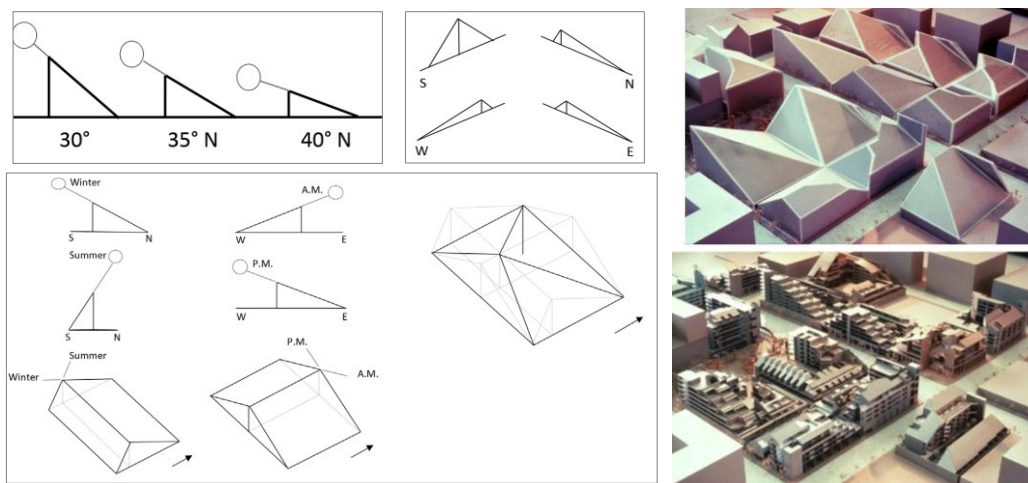 30° 35° N 40° N
S N
W E
Winter A.M.
S N W E
Summer P.M.
S N W E
Summer
Winter
P.M.
A.M.